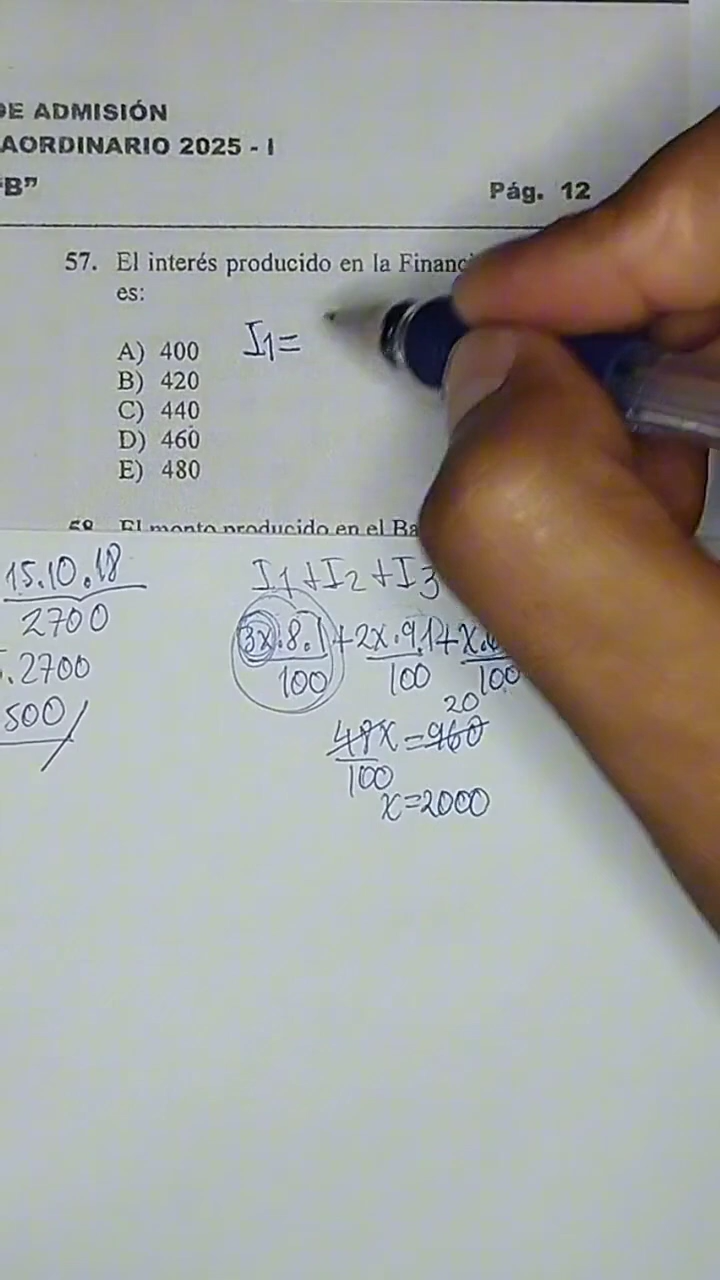 DE ADMISIÓN
AORDINARIO 2025 - I
"B"
Pág. 12
57. El interés producido en la
es:
A) 400
B) 420
C) 440
D) 460
E) 480
I1=
58. El monto producido en el
15.10.18
2700
.2700
500
I1+I2+I3
3x.8.1+2x.9.1+x.
100 100 100
20
48x=960
100
x=2000